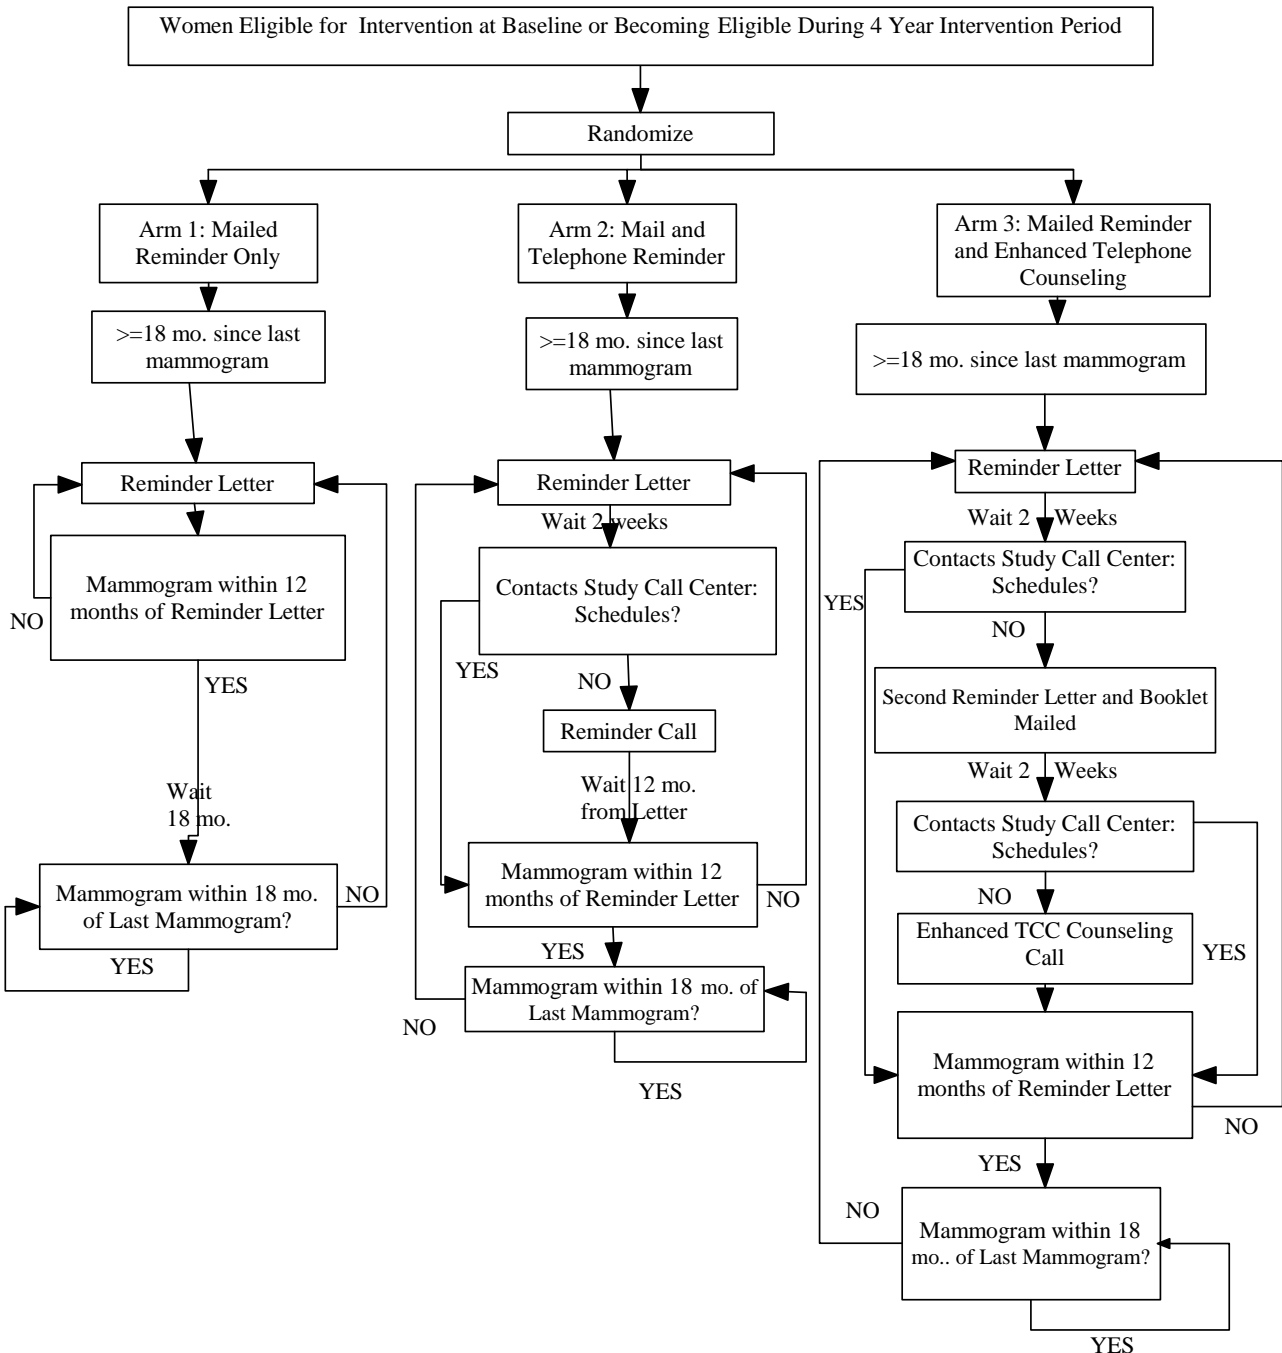 Women Eligible for Intervention at Baseline or Becoming Eligible During 4 Year Intervention Period
Randomize
Arm 1: Mailed
Reminder Only
>=18 mo. since last
mammogram
Reminder Letter
Mammogram within 12
months of Reminder Letter
NO
YES
Wait
18 mo.
Mammogram within 18 mo.
of Last Mammogram?
NO
YES
Arm 2: Mail and
Telephone Reminder
>=18 mo. since last
mammogram
Reminder Letter
Wait 2 weeks
Contacts Study Call Center:
Schedules?
YES
NO
Reminder Call
Wait 12 mo.
from Letter
Mammogram within 12
months of Reminder Letter
NO
YES
Mammogram within 18 mo. of
Last Mammogram?
NO
YES
Arm 3: Mailed Reminder
and Enhanced Telephone
Counseling
>=18 mo. since last mammogram
Reminder Letter
Wait 2 Weeks
Contacts Study Call Center:
Schedules?
YES
NO
Second Reminder Letter and Booklet
Mailed
Wait 2 Weeks
Contacts Study Call Center:
Schedules?
NO
YES
Enhanced TCC Counseling
Call
Mammogram within 12
months of Reminder Letter
NO
YES
Mammogram within 18
mo.. of Last Mammogram?
NO
YES